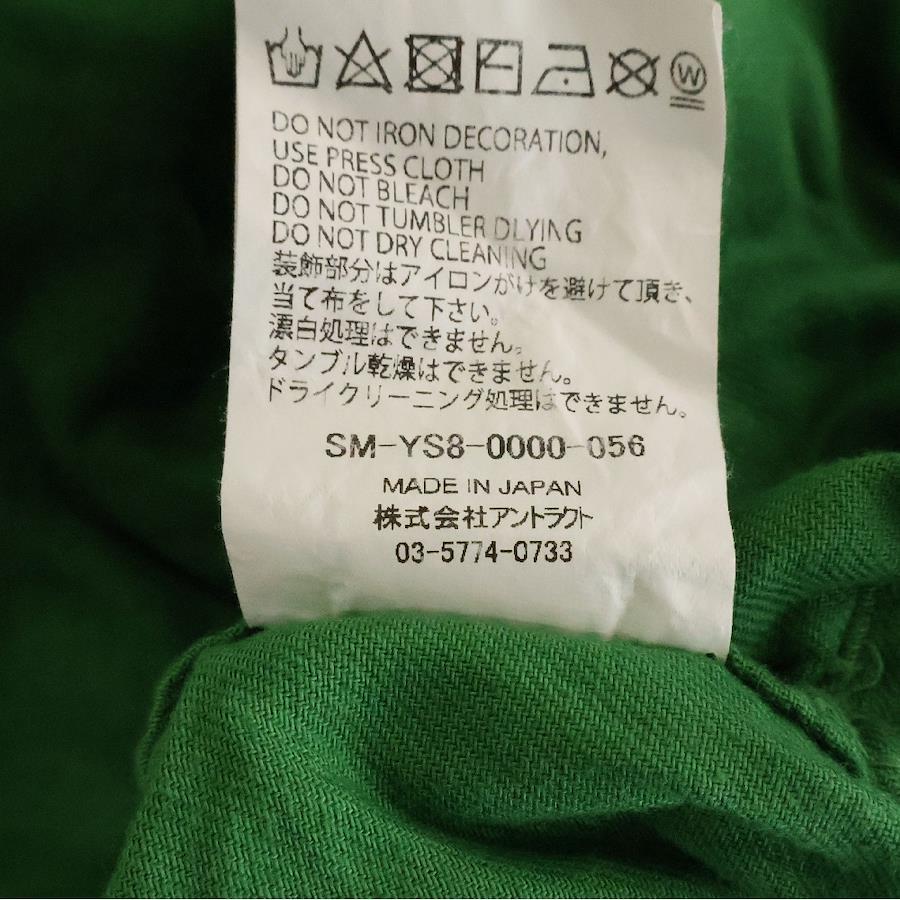 W
DO NOT IRON DECORATION,
USE PRESS CLOTH
DO NOT BLEACH
DO NOT TUMBLER DLYING
DO NOT DRY CLEANING
装飾部分はアイロンがけを避けて頂き、
当て布をして下さい。
漂白処理はできません。
タンブル乾燥はできません。
ドライクリーニング処理はできません。
SM-YS8-0000-056
MADE IN JAPAN
株式会社アントラクト
03-5774-0733